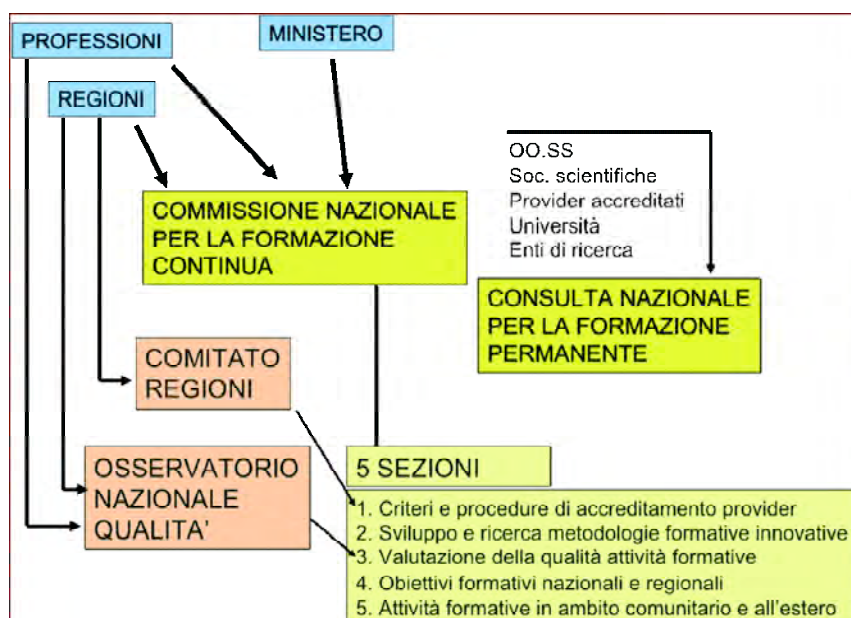 PROFESSIONI
MINISTERO
REGIONI
OO.SS
Soc. scientifiche
Provider accreditati
Università
Enti di ricerca
COMMISSIONE NAZIONALE
PER LA FORMAZIONE
CONTINUA
CONSULTA NAZIONALE
PER LA FORMAZIONE
PERMANENTE
COMITATO
REGIONI
OSSERVATORIO
NAZIONALE
QUALITA'
5 SEZIONI
1. Criteri e procedure di accreditamento provider
2. Sviluppo e ricerca metodologie formative innovative
3. Valutazione della qualità attività formative
4. Obiettivi formativi nazionali e regionali
5. Attività formative in ambito comunitario e all'estero